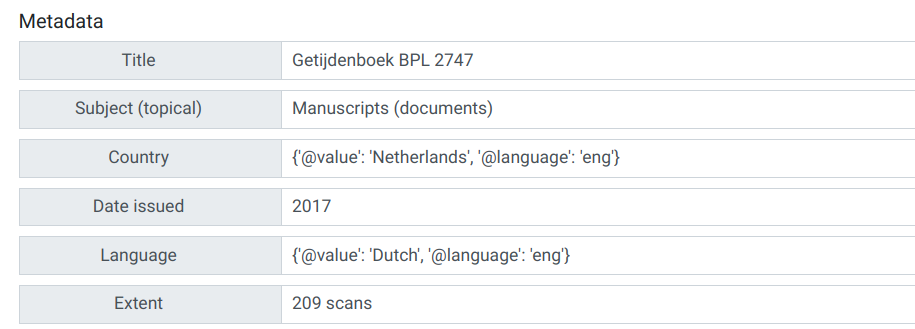 Metadata
Title Getijdenboek BPL 2747
Subject (topical) Manuscripts (documents)
Country {'@value': 'Netherlands', '@language': 'eng'}
Date issued 2017
Language {'@value': 'Dutch', '@language': 'eng'}
Extent 209 scans